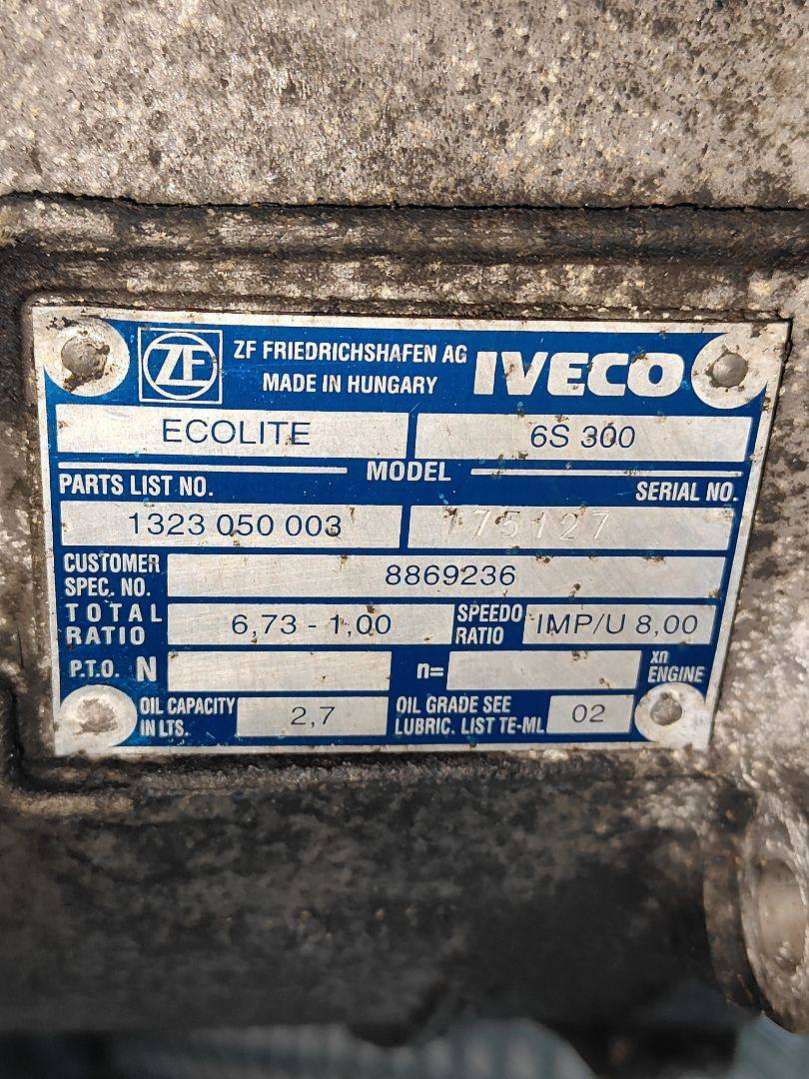 ZF ZF FRIEDRICHSHAFEN AG IVECO
MADE IN HUNGARY
ECOLITE 6S 300
MODEL
PARTS LIST NO. SERIAL NO.
1323 050 003 175127
CUSTOMER SPEC. NO. 8869236
TOTAL RATIO 6,73 - 1,00 SPEEDO RATIO IMP/U 8,00
P.T.O. N n= xn ENGINE
OIL CAPACITY IN LTS. 2,7 OIL GRADE SEE LUBRIC. LIST TE-ML 02